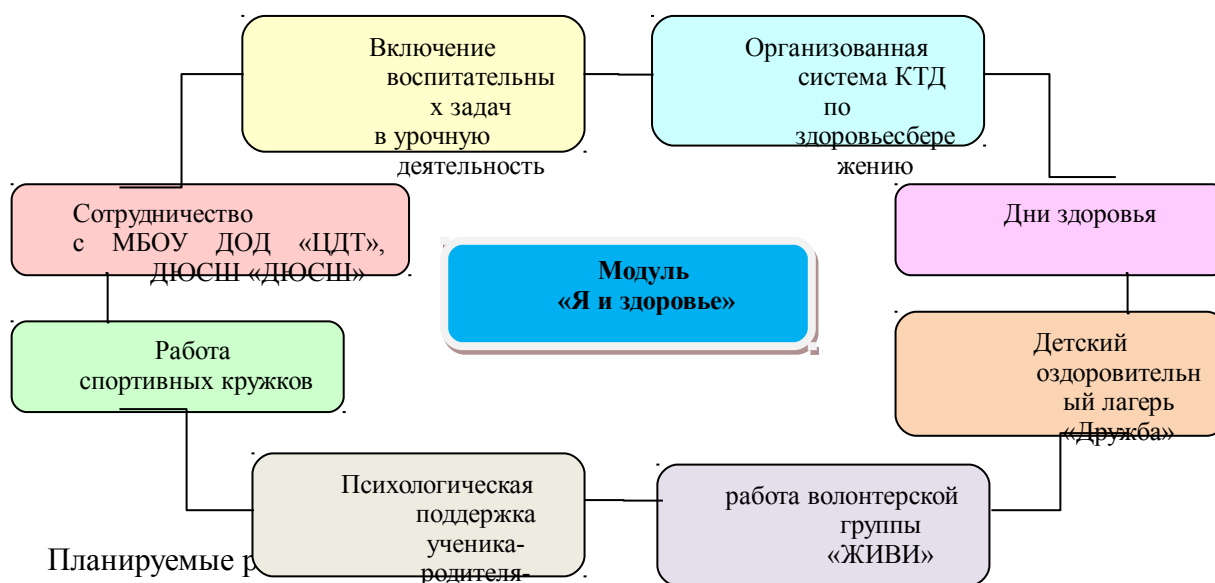 Включение
воспитательны
х задач
в урочную
деятельность
Организованная
система КТД
по
здоровьесбере
жению
Сотрудничество
с МБОУ ДОД «ЦДТ»,
ДЮСШ «ДЮСШ»
Дни здоровья
Модуль
«Я и здоровье»
Работа
спортивных кружков
Детский
оздоровительн
ый лагерь
«Дружба»
Психологическая
поддержка
ученика-
родителя-
работа волонтерской
группы
«ЖИВИ»
Планируемые р